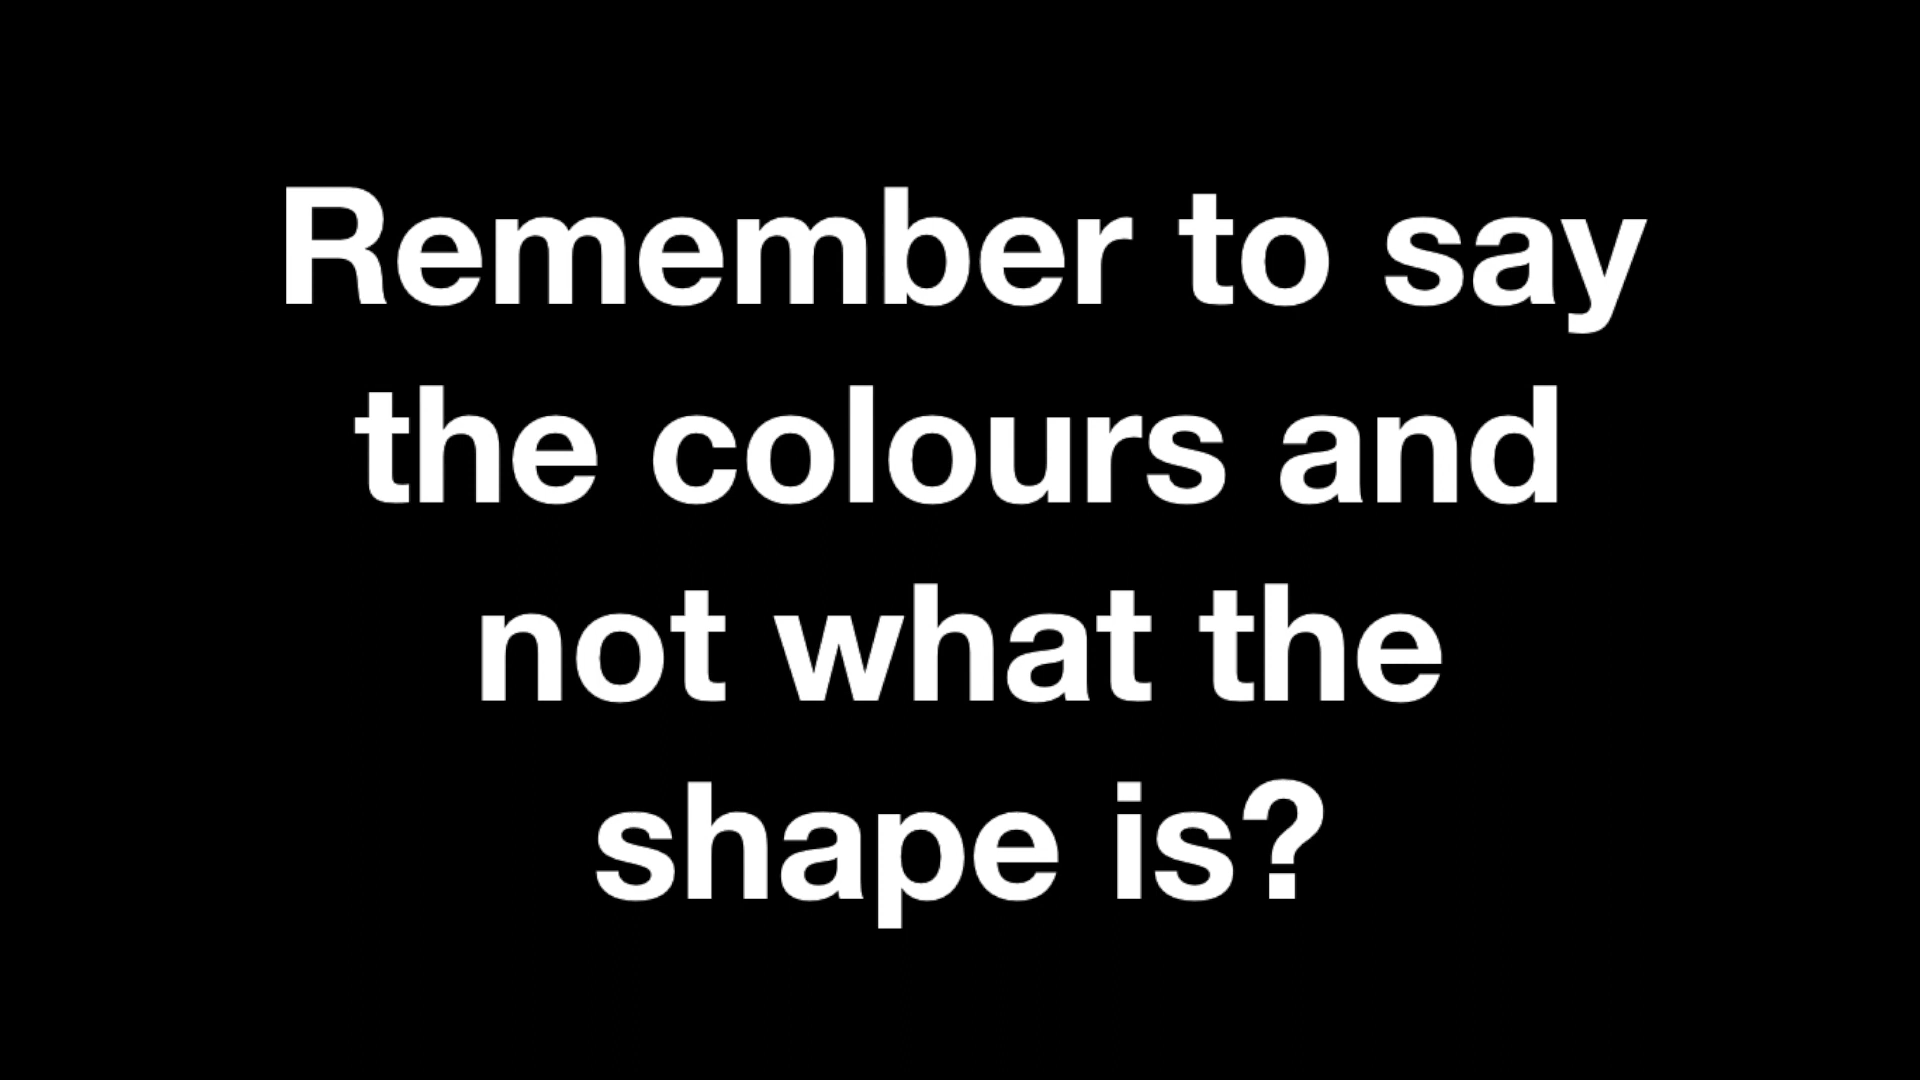 Remember to say
the colours and
not what the
shape is?